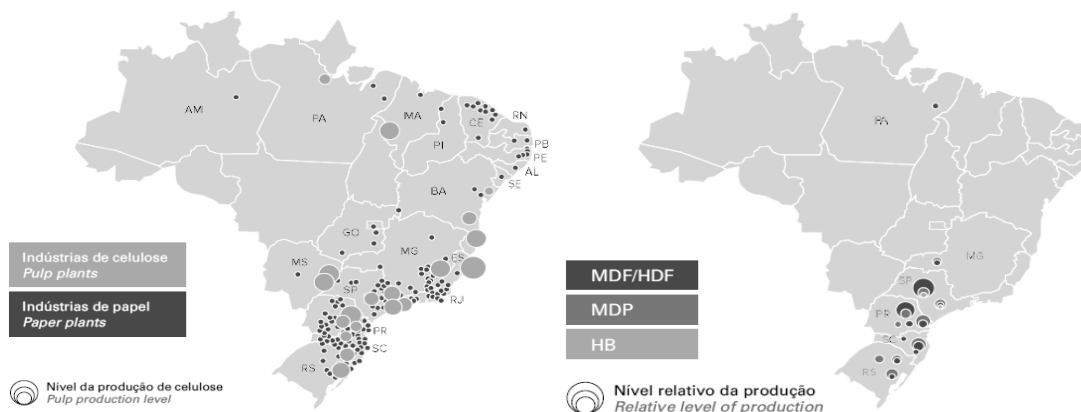 AM
PA
MA
CE
RN
PI
PB
PE
AL
SE
BA
GO
MG
MS
ES
SP
RJ
PR
SC
RS
Indústrias de celulose
Pulp plants
Indústrias de papel
Paper plants
Nível da produção de celulose
Pulp production level
PA
MG
SP
PR
SC
RS
MDF/HDF
MDP
HB
Nível relativo da produção
Relative level of production